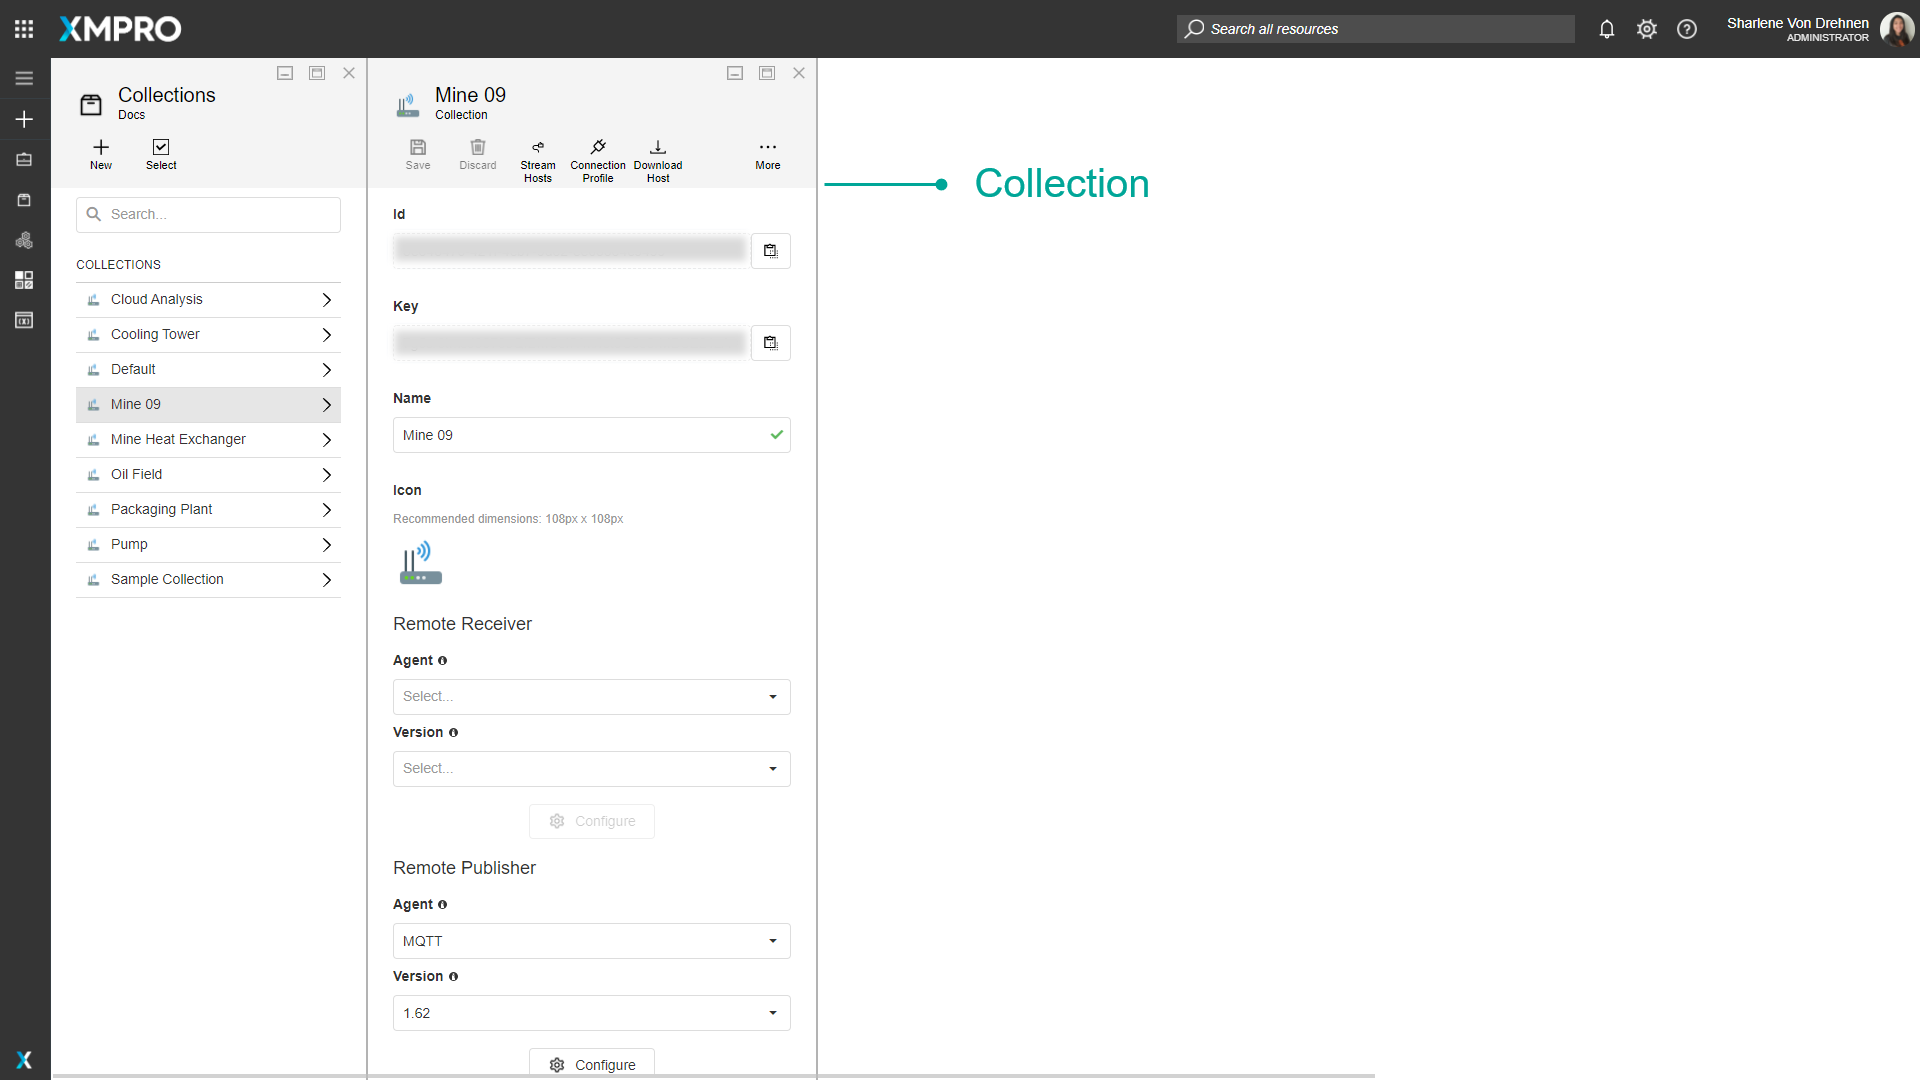 XMPRO
Search all resources
Sharlene Von Drehnen
ADMINISTRATOR
Collections
Docs
New
Select
Search...
COLLECTIONS
Cloud Analysis
Cooling Tower
Default
Mine 09
Mine Heat Exchanger
Oil Field
Packaging Plant
Pump
Sample Collection
Mine 09
Collection
Save
Discard
Stream Hosts
Connection Profile
Download Host
More
Id
Key
Name
Mine 09
Icon
Recommended dimensions: 108px x 108px
Remote Receiver
Agent
Select...
Version
Select...
Configure
Remote Publisher
Agent
MQTT
Version
1.62
Configure
Collection